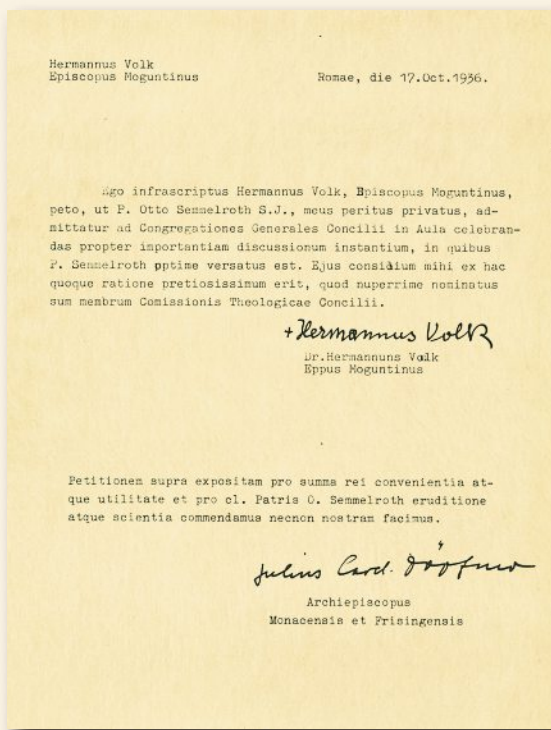 Hermannus Volk
Episcopus Moguntinus
Romae, die 17.Oct.1936.
Ego infrascriptus Hermannus Volk, Episcopus Moguntinus,
peto, ut P. Otto Semmelroth S.J., meus peritus privatus, ad-
mittatur ad Congregationes Generales Concilii in Aula celebran-
das propter importantiam discussionum instantium, in quibus
P. Semmelroth optime versatus est. Ejus considium mihi ex hac
quoque ratione pretiosissimum erit, quod nuperrime nominatus
sum membrum Comissionis Theologicae Concilii.
+ Hermannus Volk
Dr.Hermannuns Volk
Eppus Moguntinus
Petitionem supra expositam pro summa rei convenientia at-
que utilitate et pro cl. Patris O. Semmelroth eruditione
atque scientia commendamus necnon nostram facimus.
Julius Card. Döpfner
Archiepiscopus
Monacensis et Frisingensis